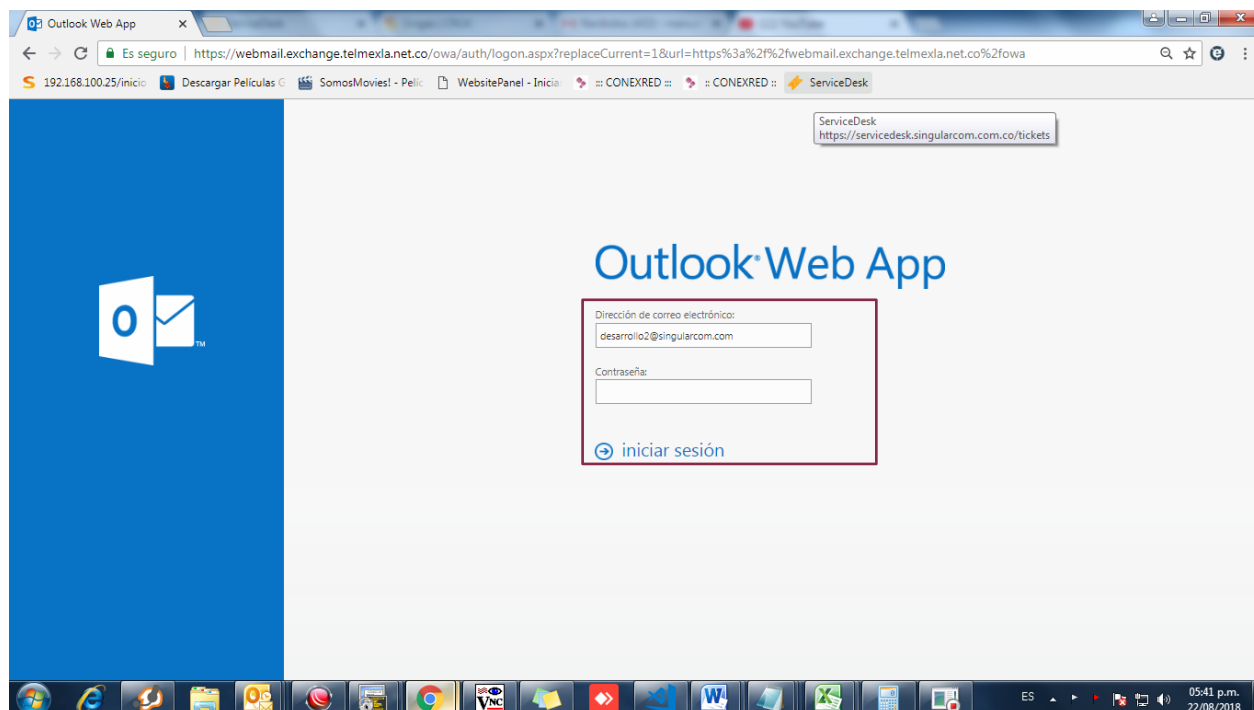 Outlook Web App
Es seguro | https://webmail.exchange.telmexla.net.co/owa/auth/logon.aspx?replaceCurrent=1&url=https%3a%2f%2fwebmail.exchange.telmexla.net.co%2fowa
192.168.100.25/inicio Descargar Películas G SomosMovies! - Pelíc WebsitePanel - Inicia ::: CONEXRED ::: :: CONEXRED :: ServiceDesk
ServiceDesk
https://servicedesk.singularcom.com.co/tickets
Outlook Web App
Dirección de correo electrónico:
desarrollo2@singularcom.com
Contraseña:
iniciar sesión
ES 05:41 p.m.
22/08/2018